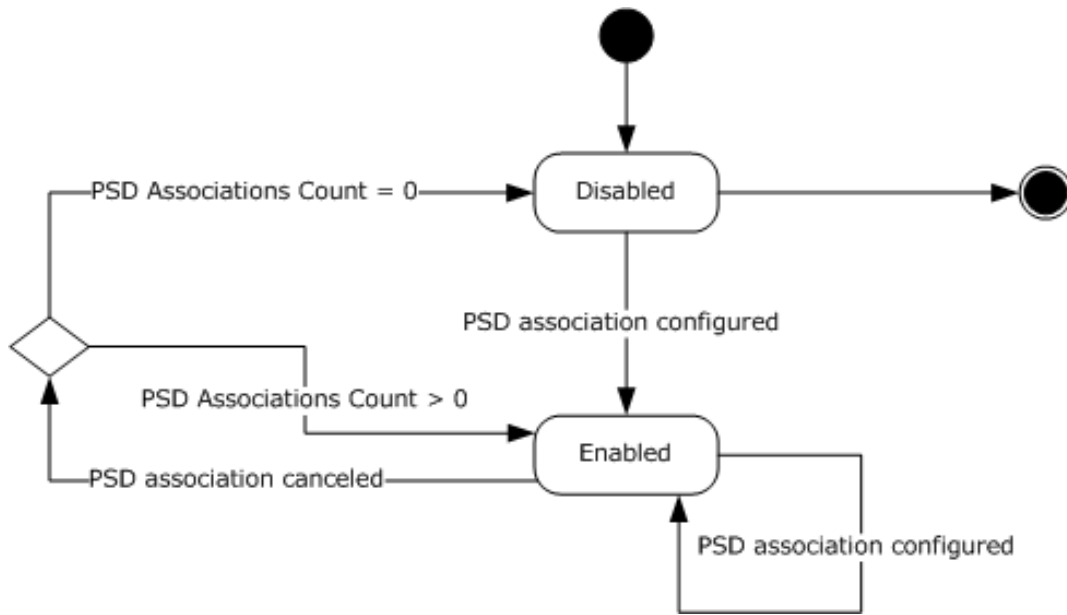 PSD Associations Count = 0
Disabled
PSD association configured
PSD Associations Count > 0
Enabled
PSD association canceled
PSD association configured